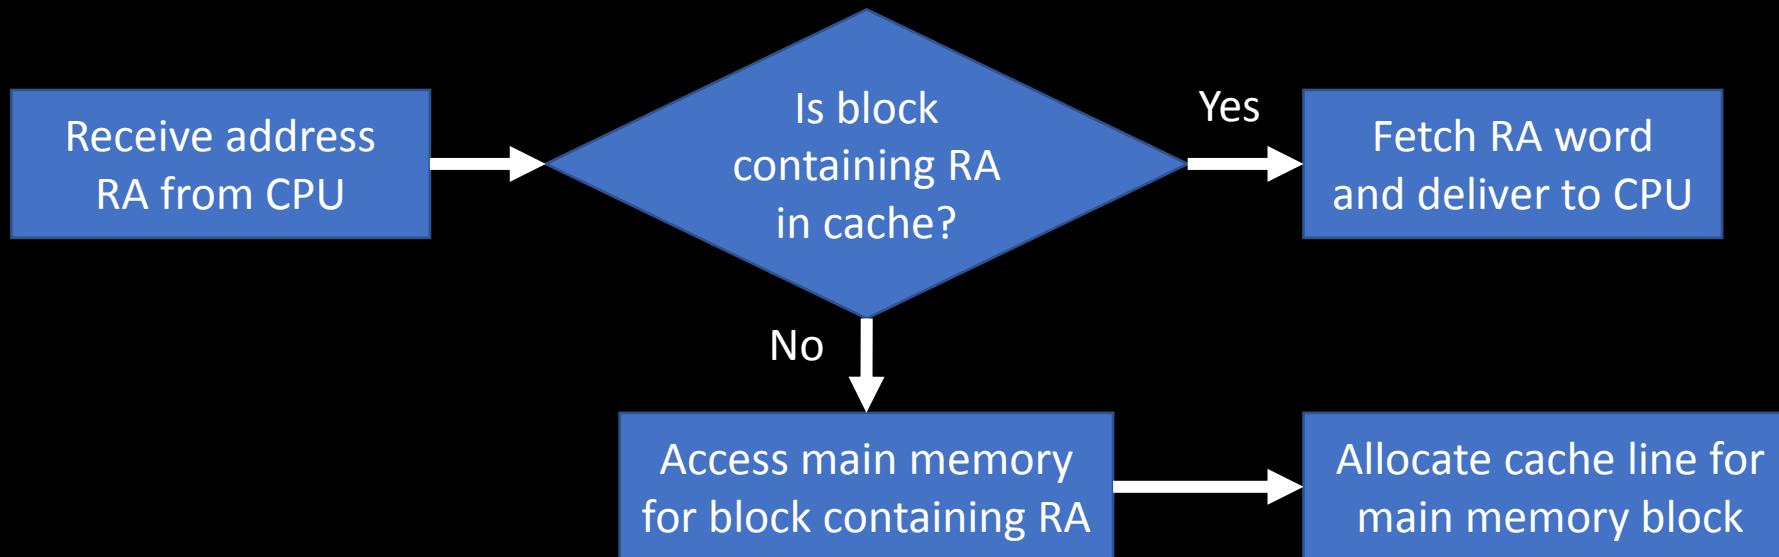 Receive address
RA from CPU
Is block
containing RA
in cache?
Yes
Fetch RA word
and deliver to CPU
No
Access main memory
for block containing RA
Allocate cache line for
main memory block